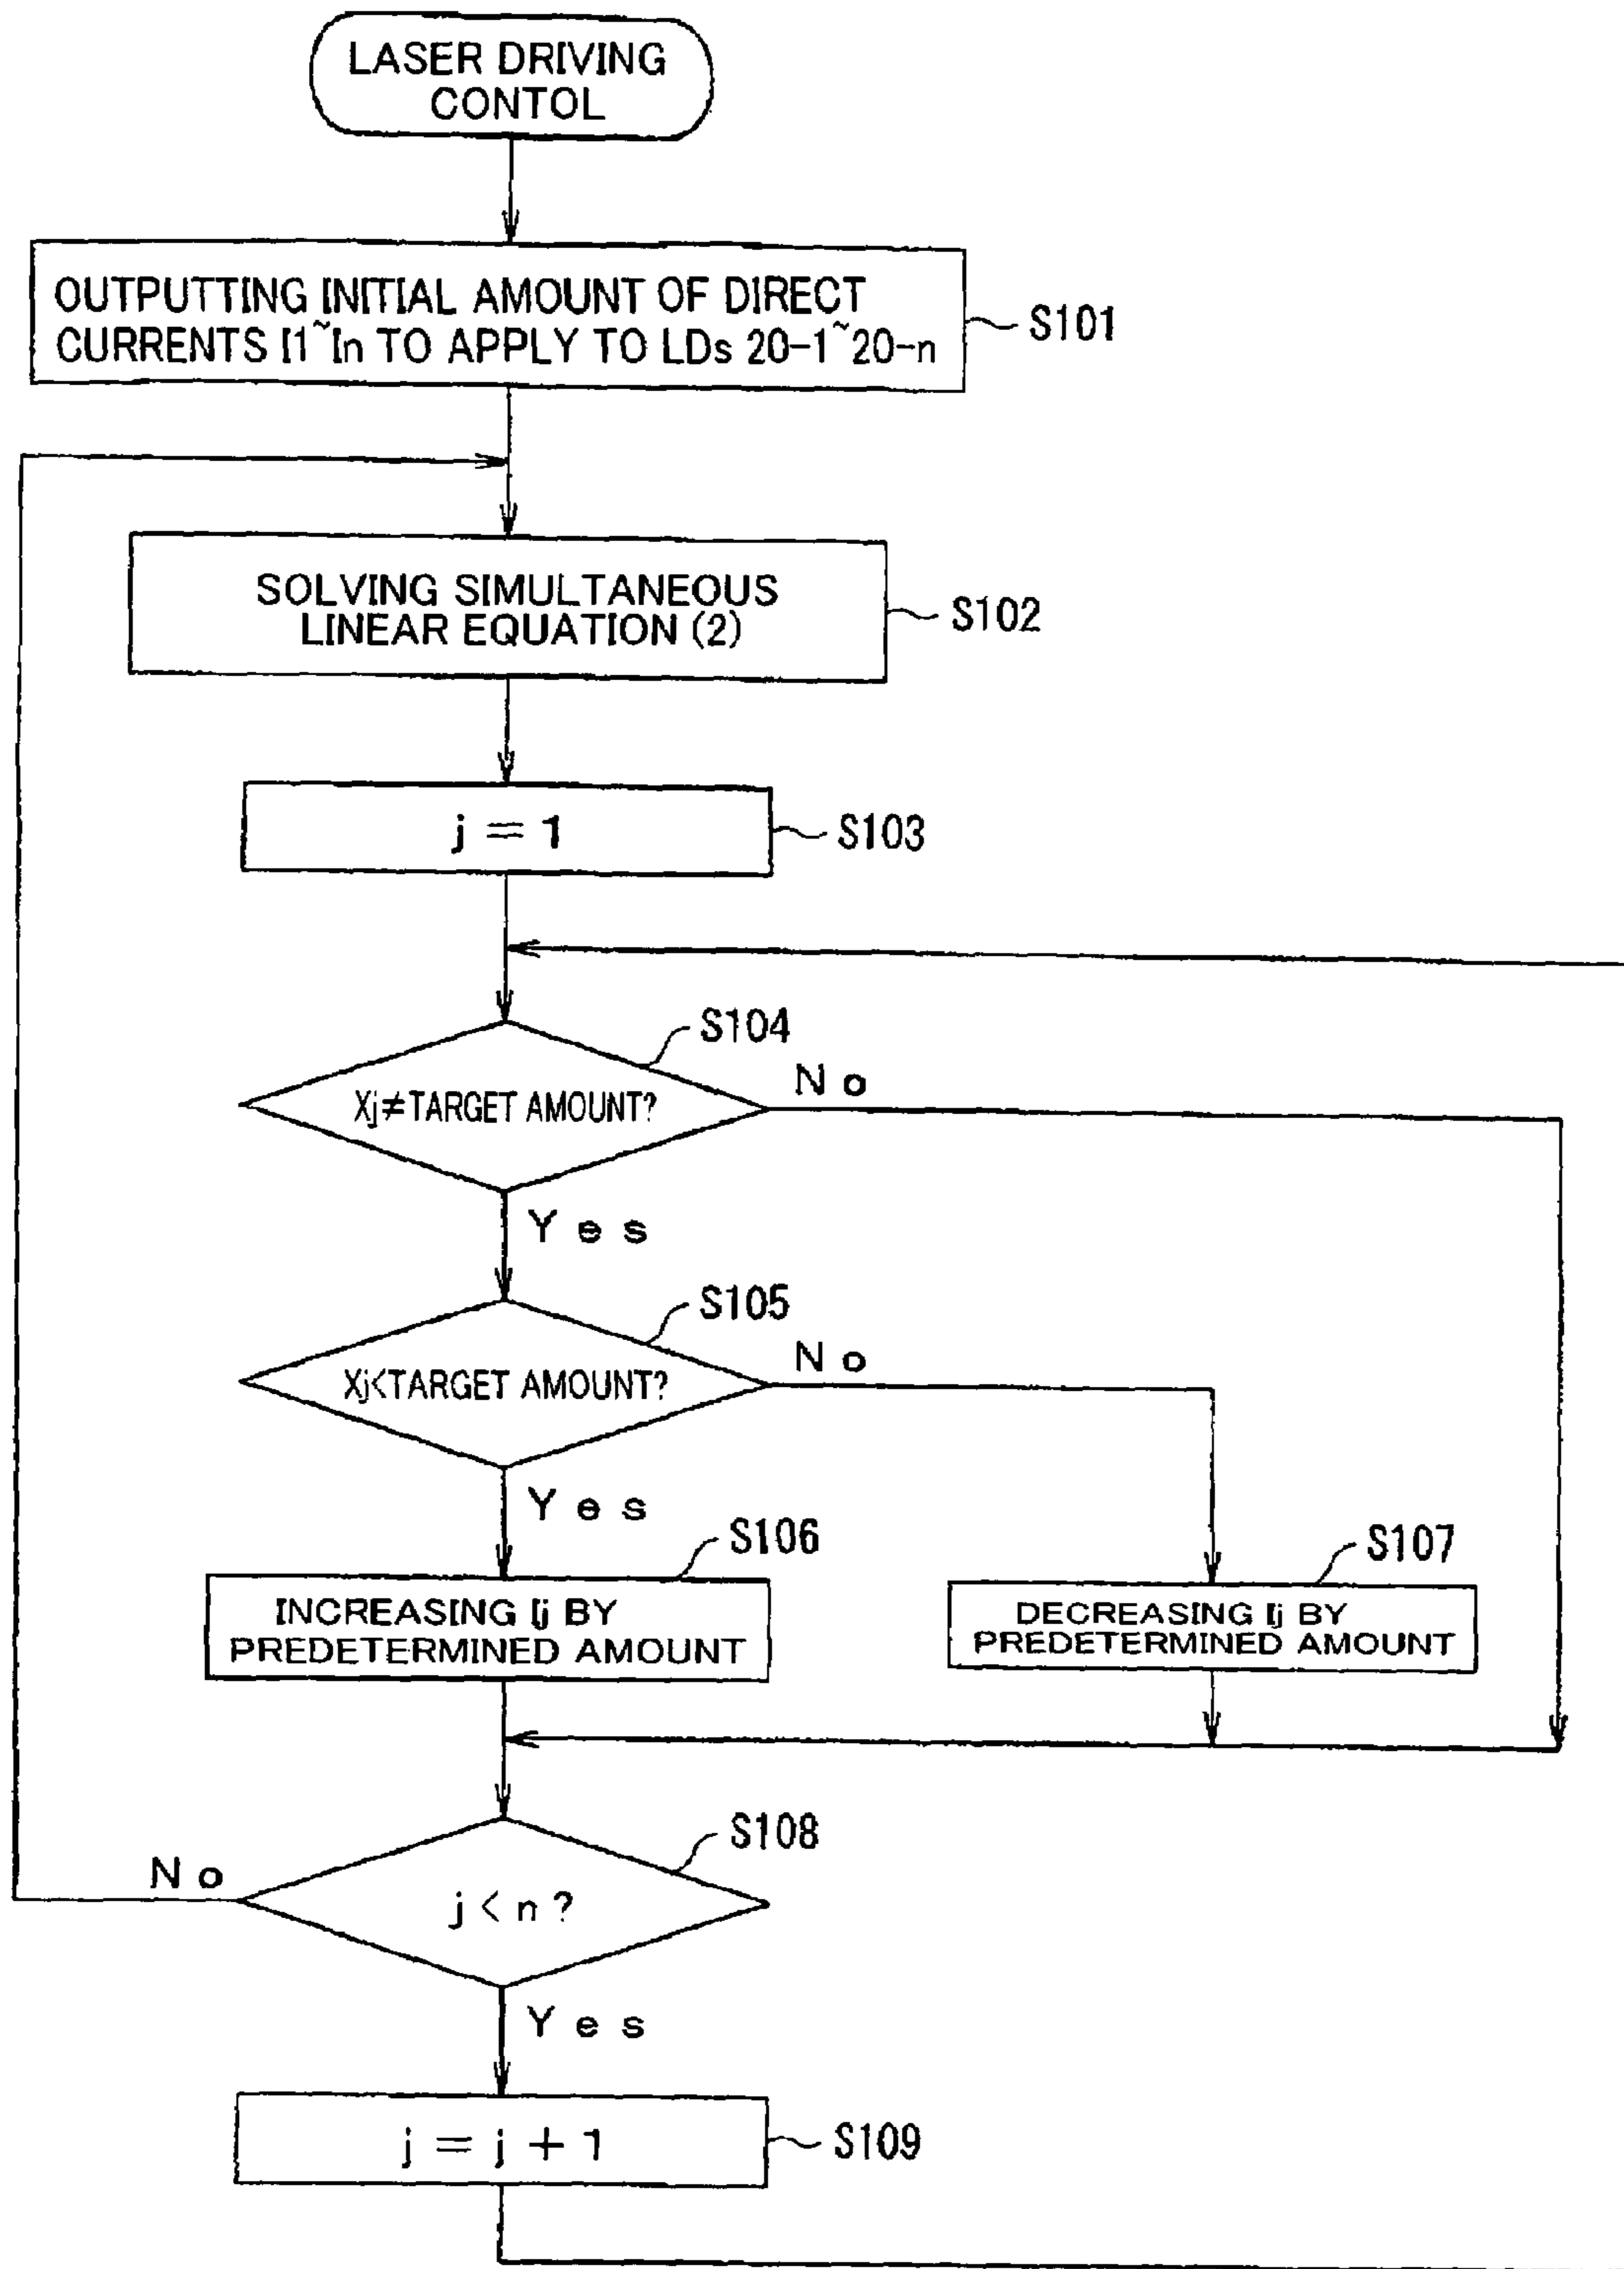 LASER DRIVING
CONTOL
OUTPUTTING INITIAL AMOUNT OF DIRECT
CURRENTS I1~In TO APPLY TO LDs 20-1~20-n
S101
SOLVING SIMULTANEOUS
LINEAR EQUATION (2)
S102
j = 1
S103
S104
Xj≠TARGET AMOUNT?
No
Yes
S105
Xj<TARGET AMOUNT?
No
Yes
S106
INCREASING Ij BY
PREDETERMINED AMOUNT
S107
DECREASING Ij BY
PREDETERMINED AMOUNT
S108
No
j < n ?
Yes
j = j + 1
S109